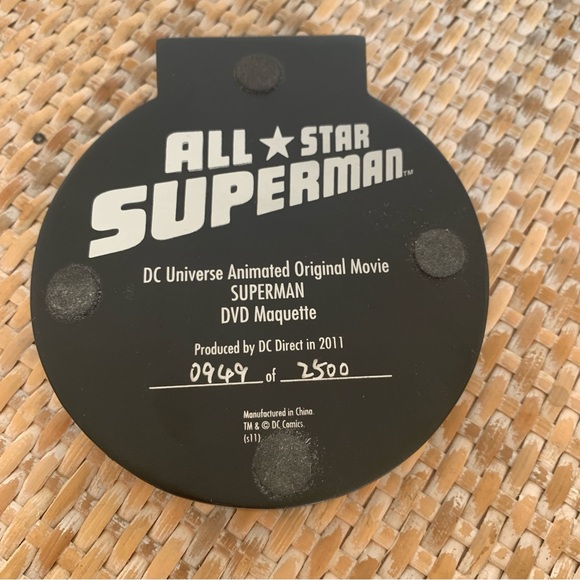 ALL ★ STAR
SUPERMAN™
DC Universe Animated Original Movie
SUPERMAN
DVD Maquette
Produced by DC Direct in 2011
0949 of 2500
Manufactured in China.
TM & © DC Comics.
(s11)